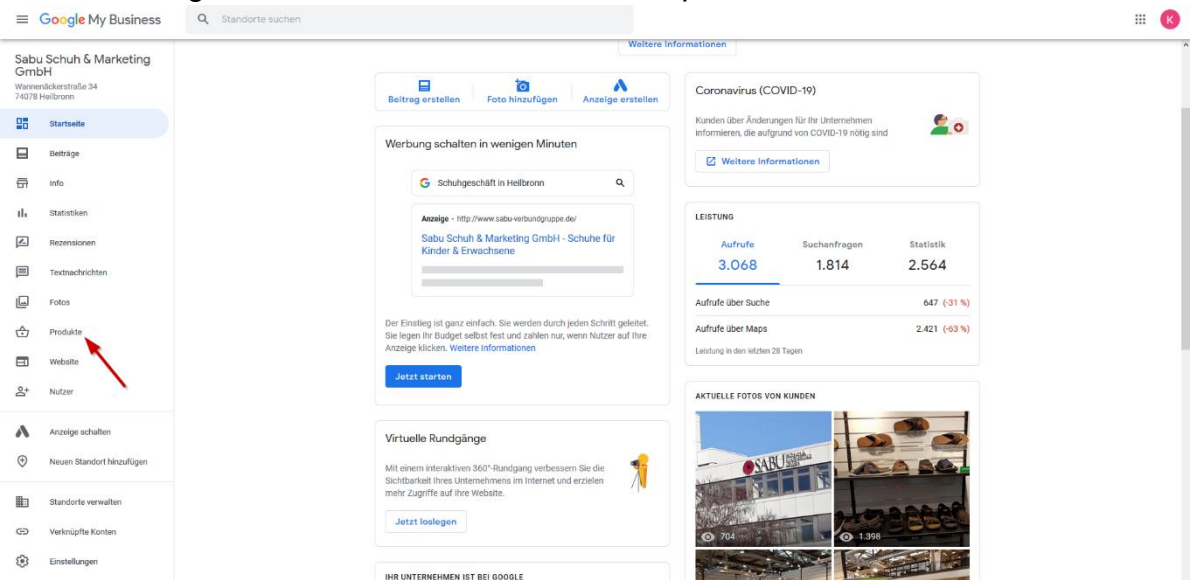 Google My Business
Standorte suchen
K
Sabu Schuh & Marketing
GmbH
Wannenäckerstraße 34
74078 Heilbronn
Startseite
Beiträge
Info
Statistiken
Rezensionen
Textnachrichten
Fotos
Produkte
Website
Nutzer
Anzeige schalten
Neuen Standort hinzufügen
Standorte verwalten
Verknüpfte Konten
Einstellungen
Weitere Informationen
Beitrag erstellen
Foto hinzufügen
Anzeige erstellen
Werbung schalten in wenigen Minuten
Schuhgeschäft in Heilbronn
Anzeige - http://www.sabu-verbundgruppe.de/
Sabu Schuh & Marketing GmbH - Schuhe für
Kinder & Erwachsene
Der Einstieg ist ganz einfach. Sie werden durch jeden Schritt geleitet.
Sie legen Ihr Budget selbst fest und zahlen nur, wenn Nutzer auf Ihre
Anzeige klicken. Weitere Informationen
Jetzt starten
Virtuelle Rundgänge
Mit einem interaktiven 360°-Rundgang verbessern Sie die
Sichtbarkeit Ihres Unternehmens im Internet und erzielen
mehr Zugriffe auf Ihre Website.
Jetzt loslegen
IHR UNTERNEHMEN IST BEI GOOGLE
Coronavirus (COVID-19)
Kunden über Änderungen für Ihr Unternehmen
informieren, die aufgrund von COVID-19 nötig sind
Weitere Informationen
LEISTUNG
Aufrufe Suchanfragen Statistik
3.068 1.814 2.564
Aufrufe über Suche 647 (-31 %)
Aufrufe über Maps 2.421 (-63 %)
Leistung in den letzten 28 Tagen
AKTUELLE FOTOS VON KUNDEN
SABU
704
1.398